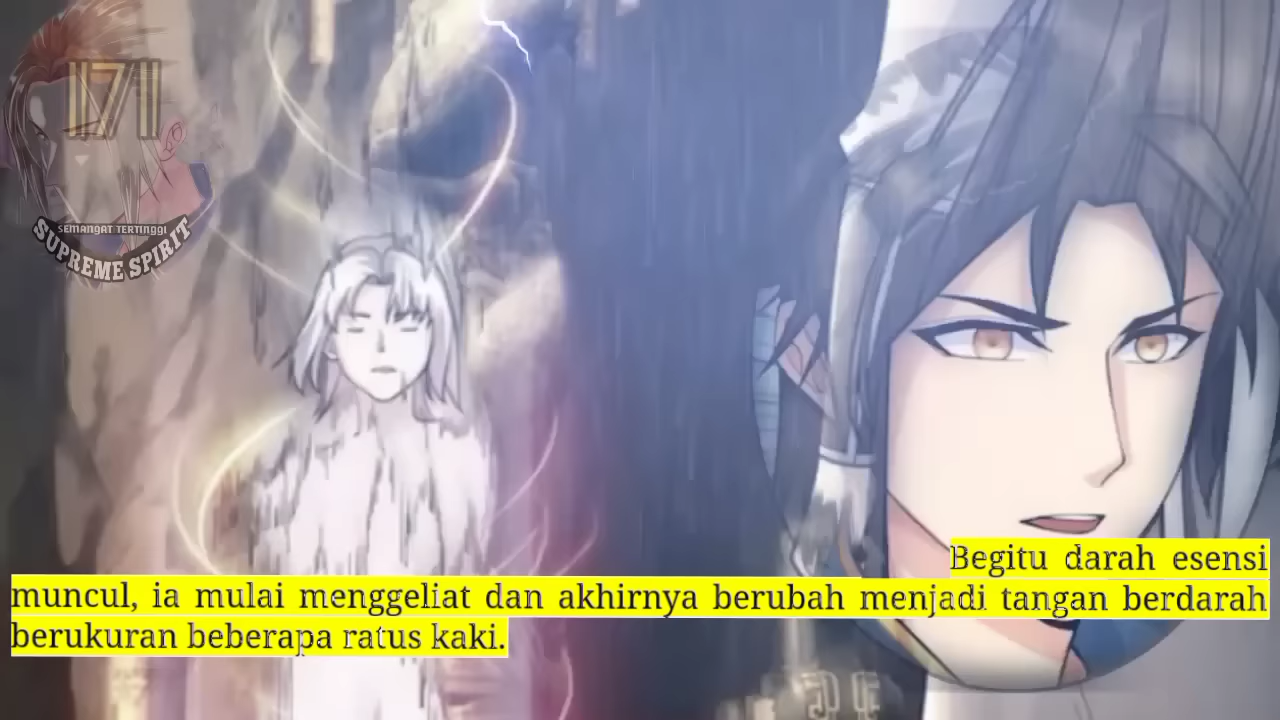 171
SEMANGAT TERTINGGI
SUPREME SPIRIT
Begitu darah esensi
muncul, ia mulai menggeliat dan akhirnya berubah menjadi tangan berdarah
berukuran beberapa ratus kaki.